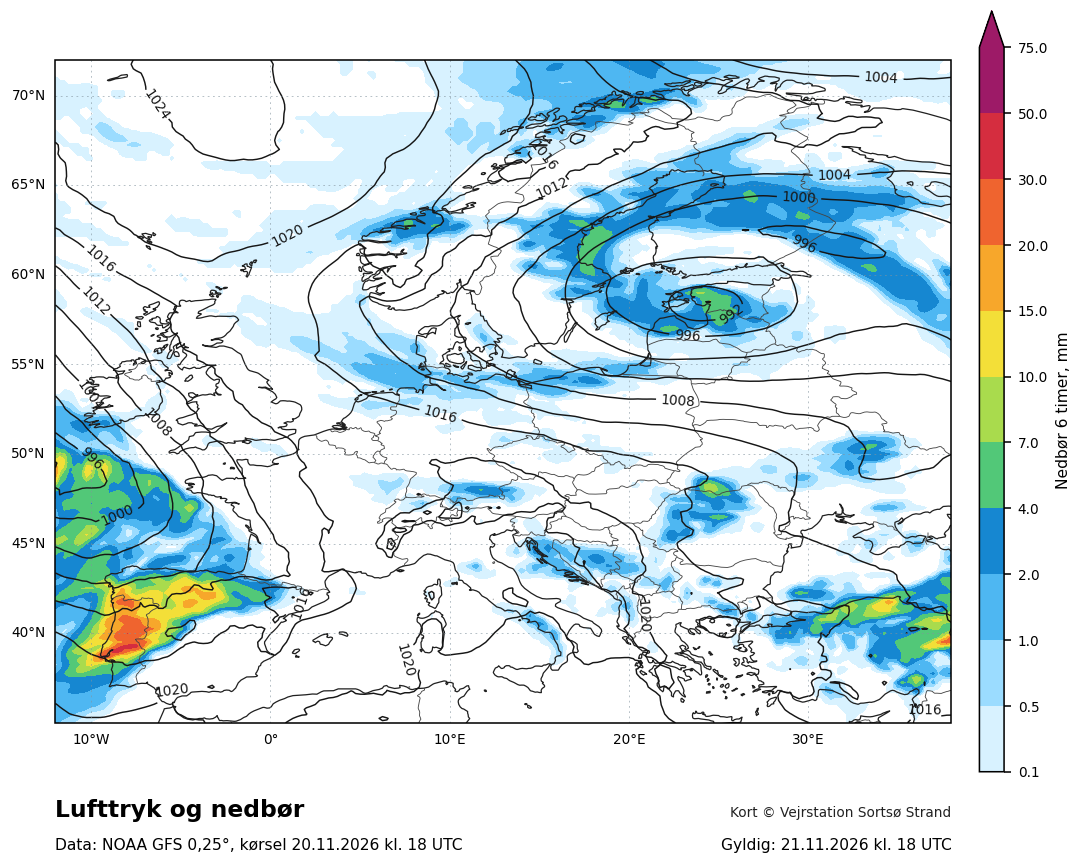 75.0
50.0
30.0
20.0
15.0
10.0
7.0
4.0
2.0
1.0
0.5
0.1
Nedbør 6 timer, mm
70°N
65°N
60°N
55°N
50°N
45°N
40°N
10°W
0°
10°E
20°E
30°E
1024
1004
1016
1012
1004
1000
1020
996
1016
1012
992
996
1004
1008
1016
1008
996
1000
1016
1020
1020
1020
1016
Lufttryk og nedbør
Kort © Vejrstation Sortsø Strand
Data: NOAA GFS 0,25°, kørsel 20.11.2026 kl. 18 UTC
Gyldig: 21.11.2026 kl. 18 UTC